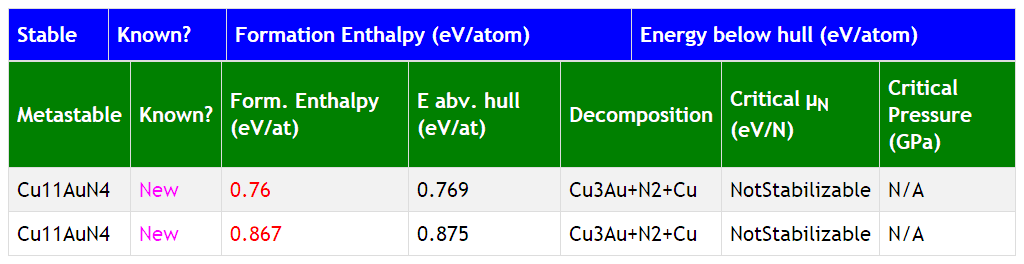 Stable Known? Formation Enthalpy (eV/atom) Energy below hull (eV/atom)
Metastable Known? Form. Enthalpy (eV/at) E abv. hull (eV/at) Decomposition Critical μN (eV/N) Critical Pressure (GPa)
Cu11AuN4 New 0.76 0.769 Cu3Au+N2+Cu NotStabilizable N/A
Cu11AuN4 New 0.867 0.875 Cu3Au+N2+Cu NotStabilizable N/A